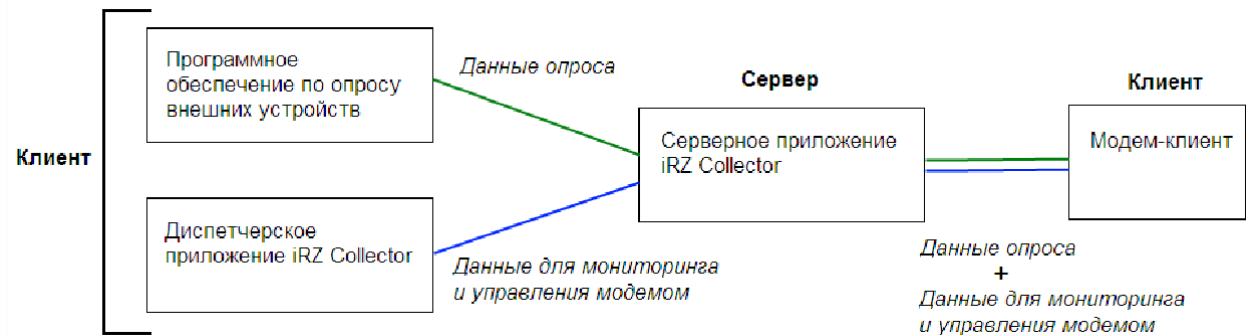 Клиент
Программное
обеспечение по опросу
внешних устройств
Данные опроса
Диспетчерское
приложение iRZ Collector
Данные для мониторинга
и управления модемом
Сервер
Серверное приложение
iRZ Collector
Клиент
Модем-клиент
Данные опроса
+
Данные для мониторинга
и управления модемом